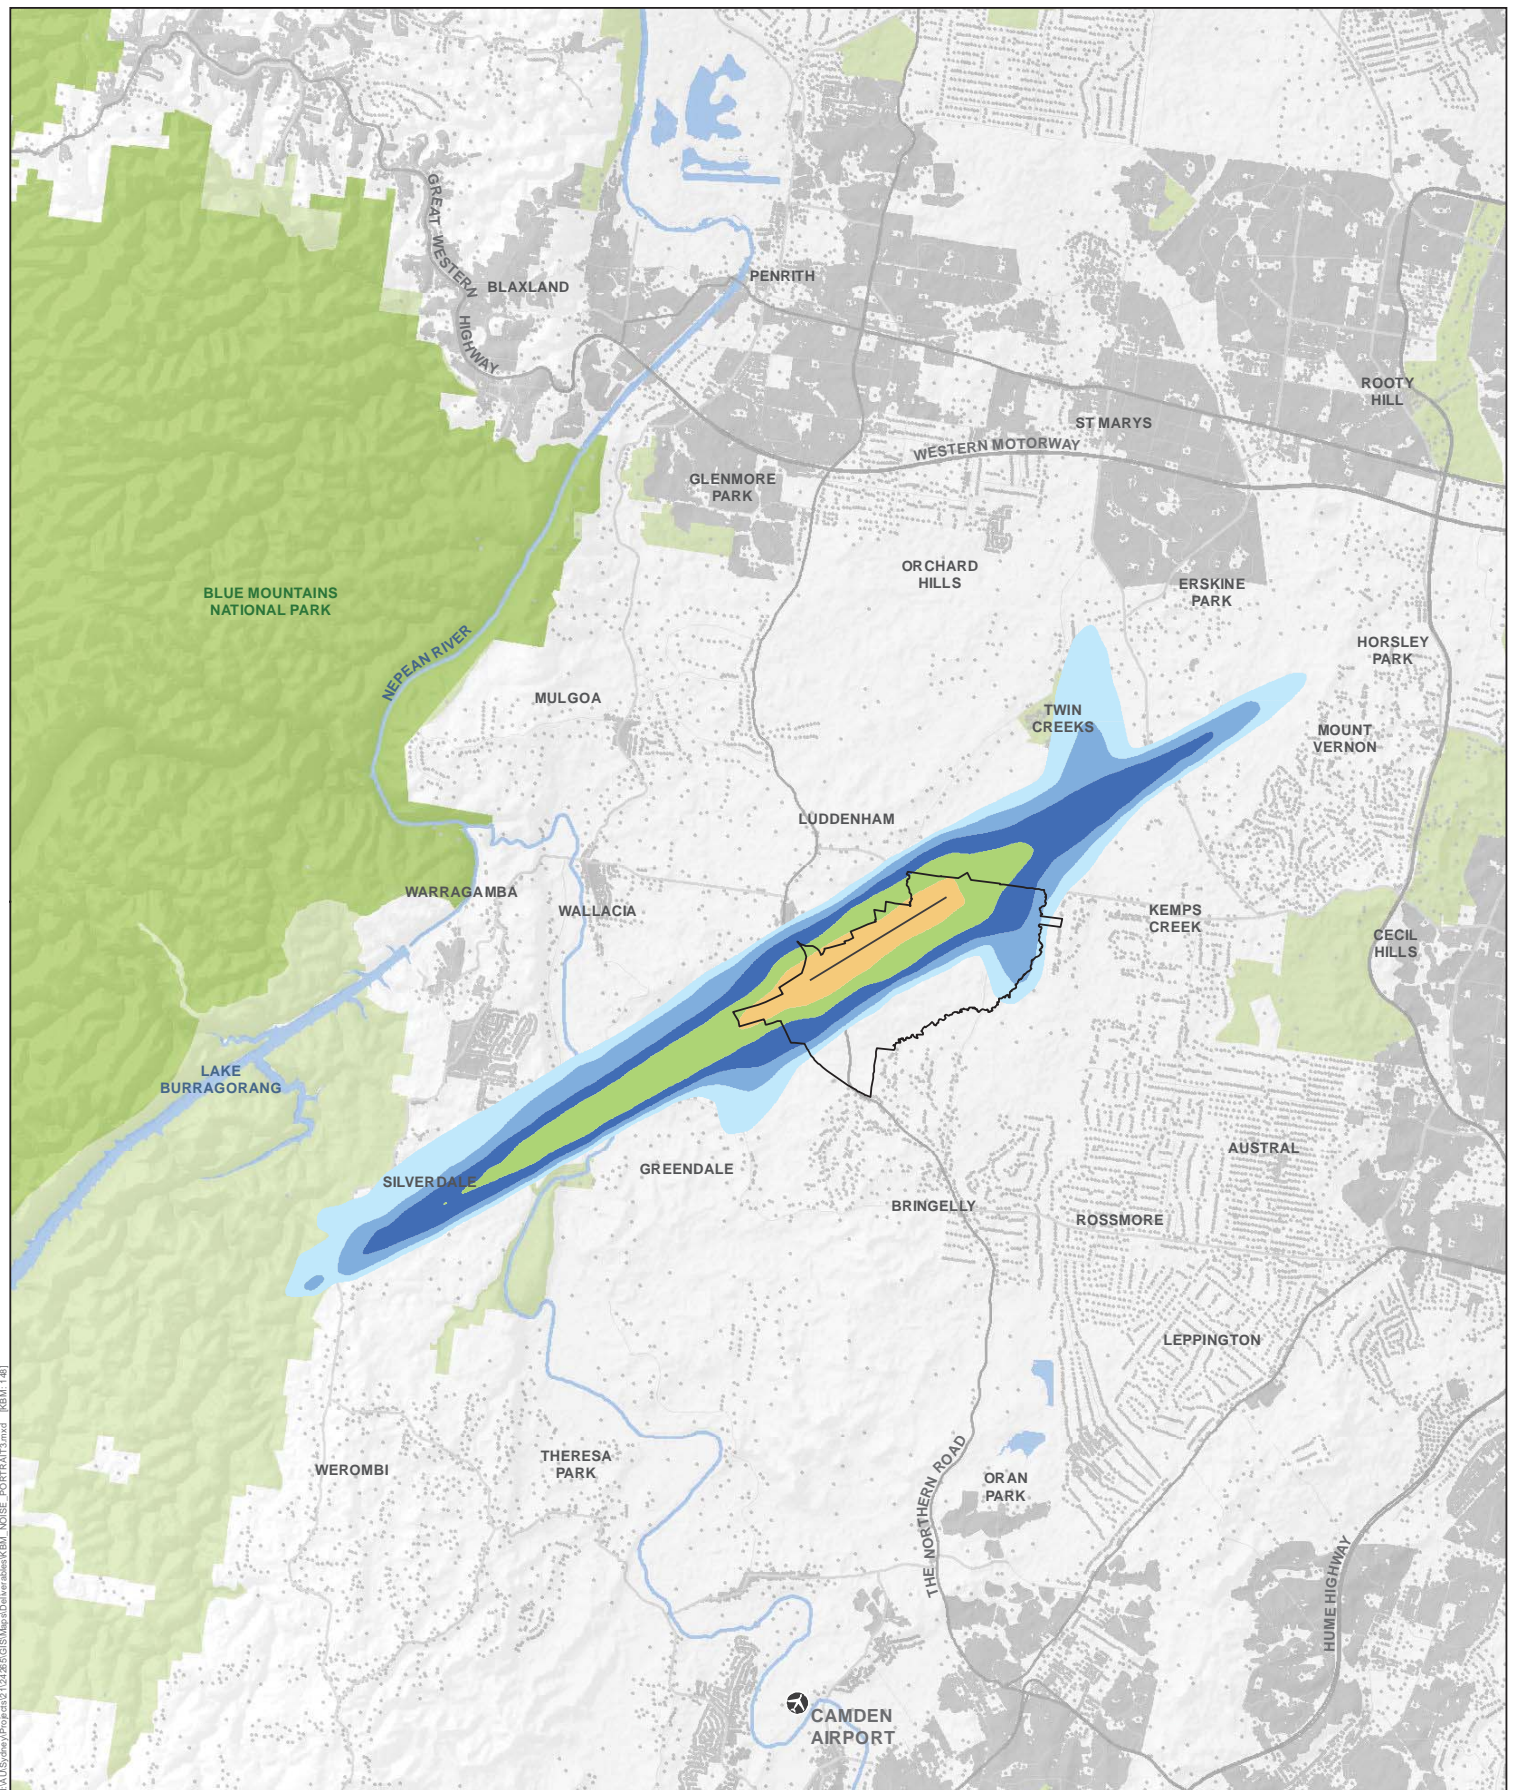 GREAT WESTERN
HIGHWAY
BLAXLAND
PENRITH
ROOTY
HILL
ST MARYS
WESTERN MOTORWAY
GLENMORE
PARK
ORCHARD
HILLS
ERSKINE
PARK
BLUE MOUNTAINS
NATIONAL PARK
NEPEAN RIVER
HORSLEY
PARK
MULGOA
TWIN
CREEKS
MOUNT
VERNON
LUDDENHAM
WARRAGAMBA
WALLACIA
KEMPS
CREEK
CECIL
HILLS
LAKE
BURRAGORANG
AUSTRAL
GREENDALE
SILVERDALE
BRINGELLY
ROSSMORE
LEPPINGTON
THERESA
PARK
WEROMBI
ORAN
PARK
THE NORTHERN ROAD
HUME HIGHWAY
CAMDEN
AIRPORT